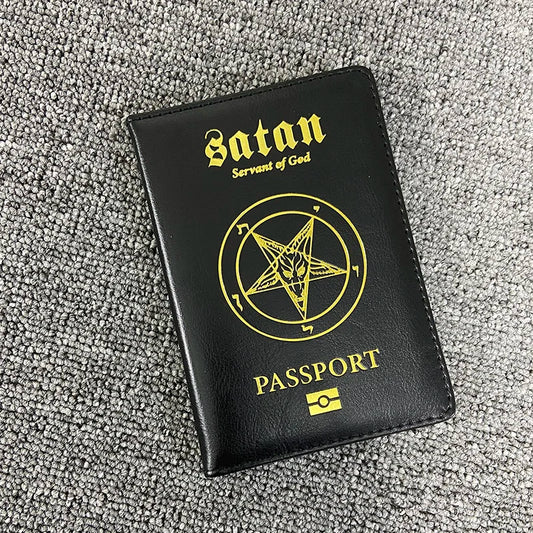 Satan
Servant of God
PASSPORT